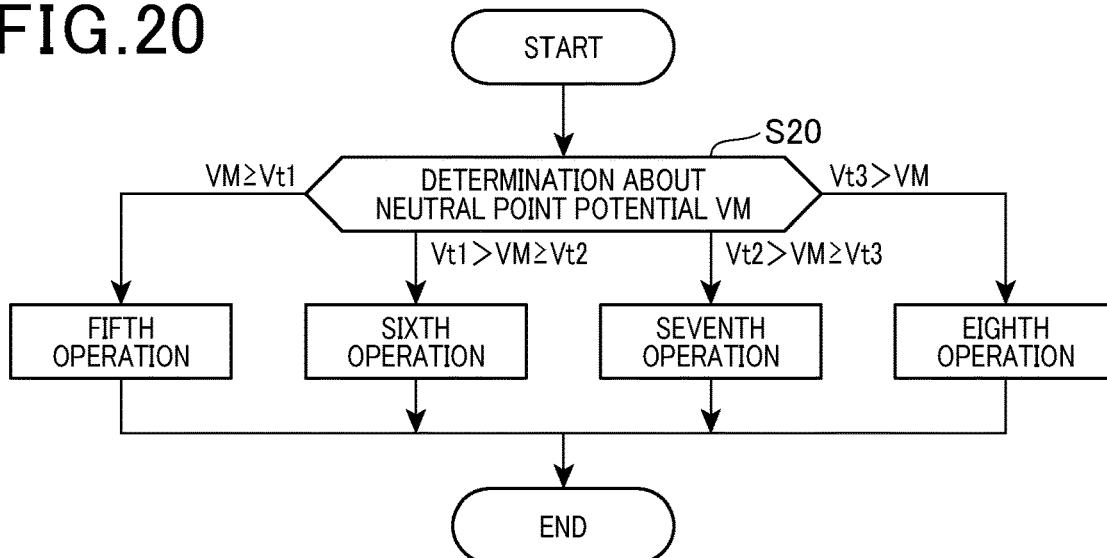 FIG.20
START
S20
VM≧Vt1
DETERMINATION ABOUT
NEUTRAL POINT POTENTIAL VM
Vt3>VM
Vt1>VM≧Vt2
Vt2>VM≧Vt3
FIFTH
OPERATION
SIXTH
OPERATION
SEVENTH
OPERATION
EIGHTH
OPERATION
END